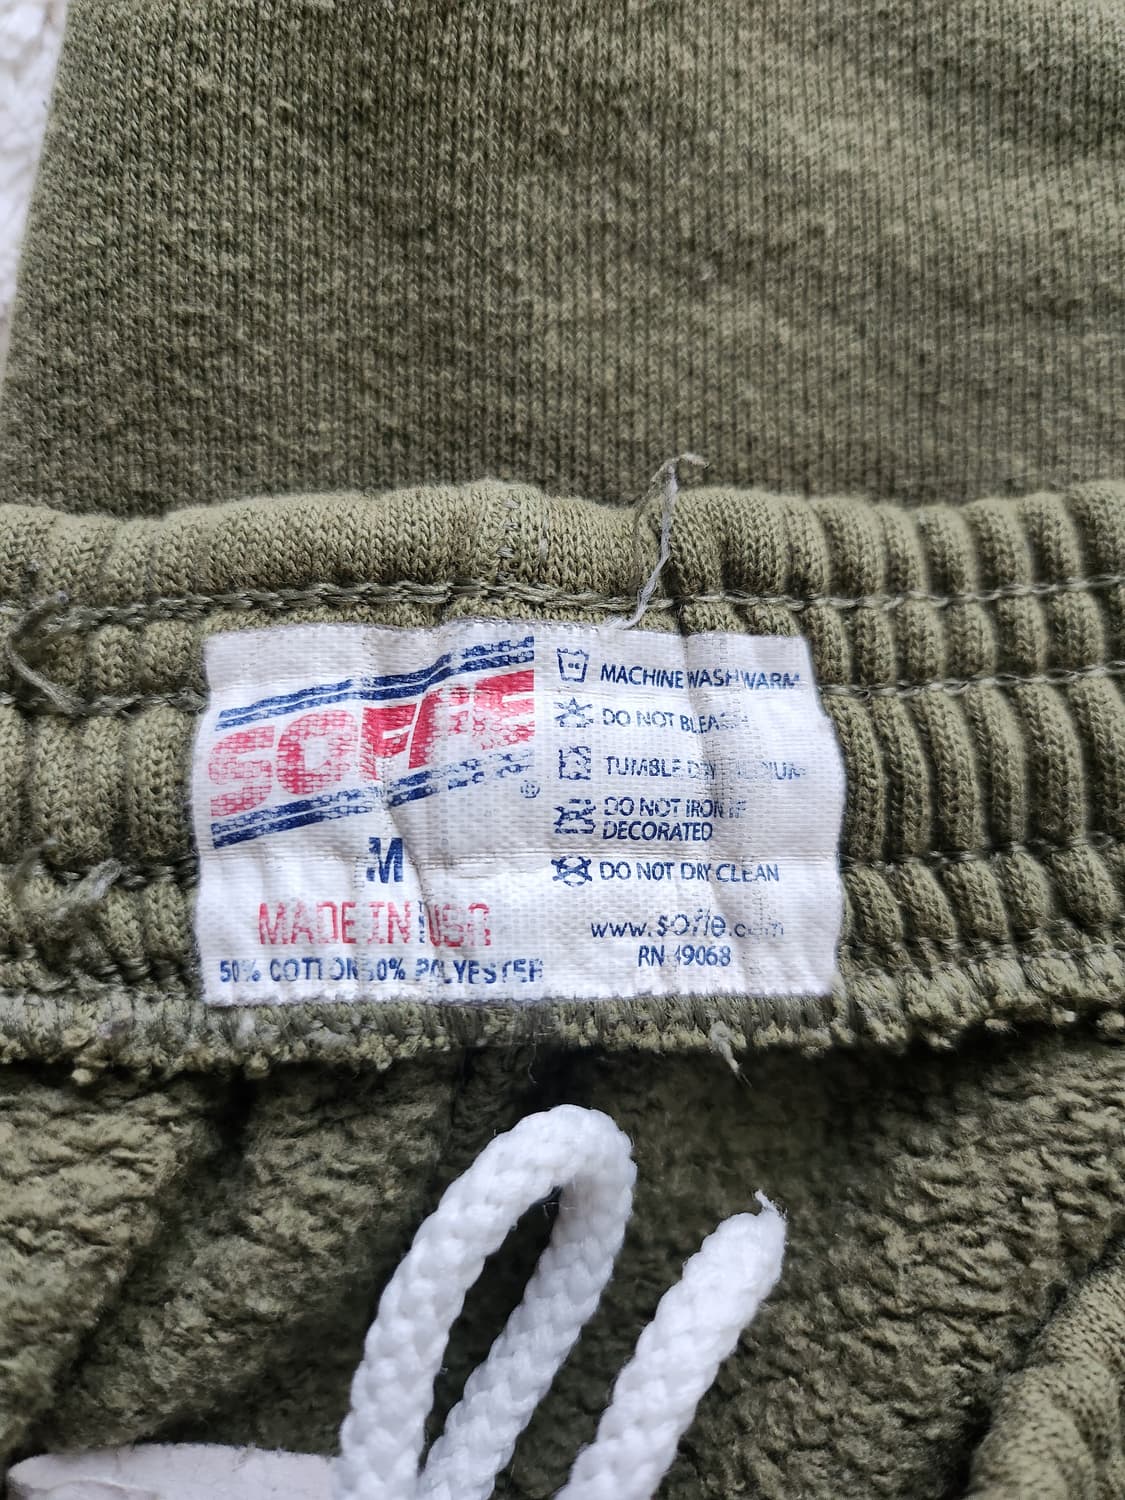 SOFFE
®
M
MADE IN USA
50% COTTON 50% POLYESTER
MACHINE WASH WARM
DO NOT BLEACH
TUMBLE DRY MEDIUM
DO NOT IRON IF
DECORATED
DO NOT DRY CLEAN
www.soffe.com
RN 49068